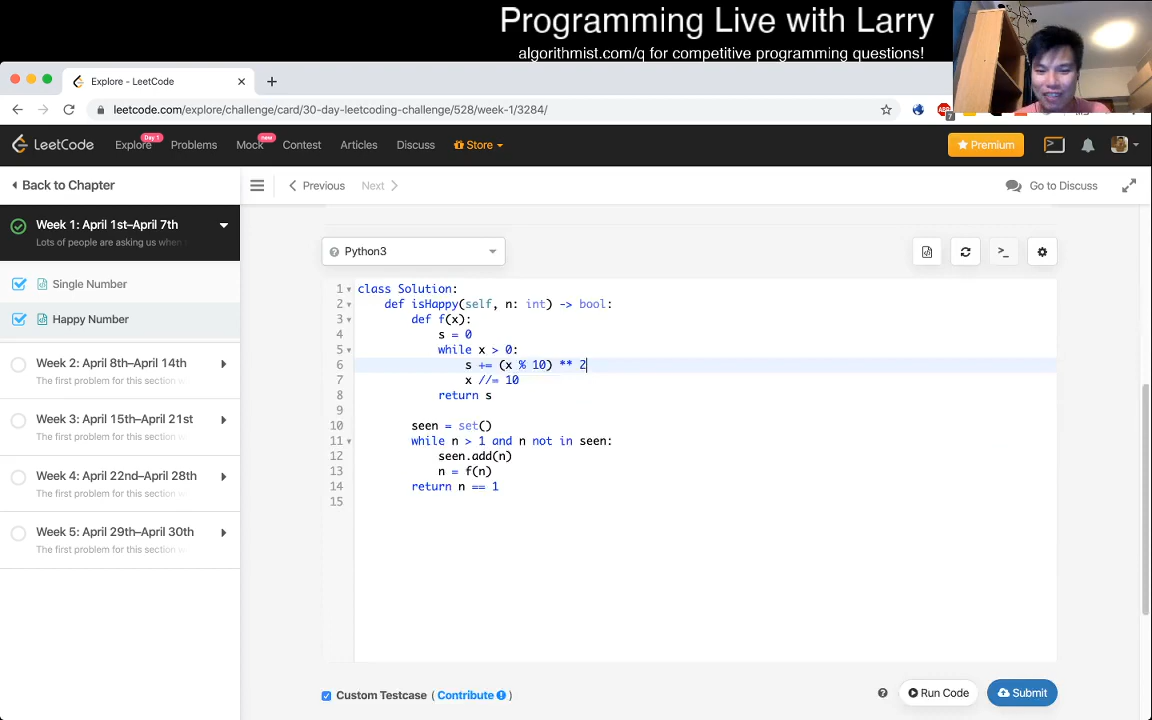 Programming Live with Larry
algorithmist.com/q for competitive programming questions!
Explore - LeetCode
leetcode.com/explore/challenge/card/30-day-leetcoding-challenge/528/week-1/3284/
ABP
7
LeetCode
Explore
Day 1
Problems
Mock
new
Contest
Articles
Discuss
Store
Premium
Back to Chapter
Previous
Next
Go to Discuss
Week 1: April 1st–April 7th
Lots of people are asking us when
Single Number
Happy Number
Week 2: April 8th–April 14th
The first problem for this section
Week 3: April 15th–April 21st
The first problem for this section
Week 4: April 22nd–April 28th
The first problem for this section
Week 5: April 29th–April 30th
The first problem for this section
Python3
1 class Solution:
2 def isHappy(self, n: int) -> bool:
3 def f(x):
4 s = 0
5 while x > 0:
6 s += (x % 10) ** 2
7 x //= 10
8 return s
9
10 seen = set()
11 while n > 1 and n not in seen:
12 seen.add(n)
13 n = f(n)
14 return n == 1
15
Custom Testcase ( Contribute )
Run Code
Submit